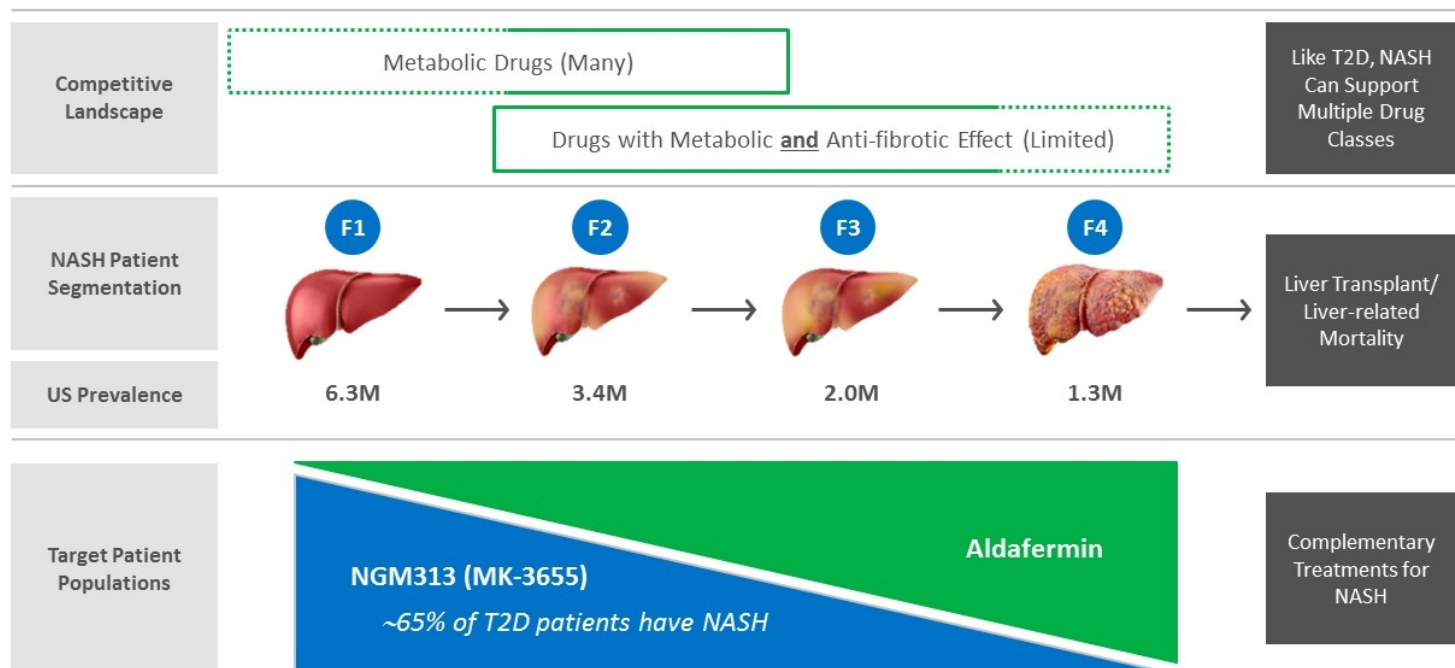 Competitive
Landscape
Metabolic Drugs (Many)
Drugs with Metabolic and Anti-fibrotic Effect (Limited)
Like T2D, NASH
Can Support
Multiple Drug
Classes
NASH Patient
Segmentation
F1
F2
F3
F4
Liver Transplant/
Liver-related
Mortality
US Prevalence
6.3M
3.4M
2.0M
1.3M
Target Patient
Populations
NGM313 (MK-3655)
~65% of T2D patients have NASH
Aldafermin
Complementary
Treatments for
NASH